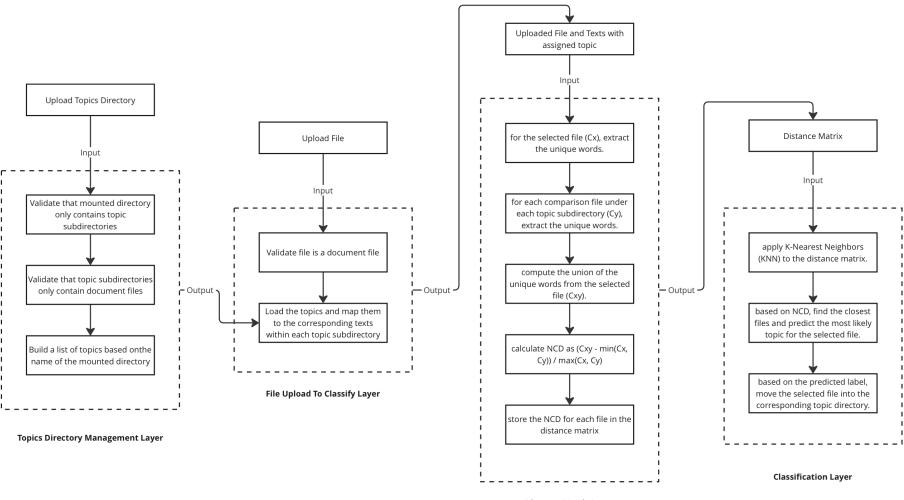 Upload Topics Directory
Input
Validate that mounted directory
only contains topic
subdirectories
Validate that topic subdirectories
only contain document files
Build a list of topics based onthe
name of the mounted directory
Topics Directory Management Layer
Output
Upload File
Input
Validate file is a document file
Load the topics and map them
to the corresponding texts
within each topic subdirectory
File Upload To Classify Layer
Output
Uploaded File and Texts with
assigned topic
Input
for the selected file (Cx), extract
the unique words.
for each comparison file under
each topic subdirectory (Cy),
extract the unique words.
compute the union of the
unique words from the selected
file (Cxy).
calculate NCD as (Cxy - min(Cx,
Cy)) / max(Cx, Cy)
store the NCD for each file in the
distance matrix
Output
Distance Matrix
Input
apply K-Nearest Neighbors
(KNN) to the distance matrix.
based on NCD, find the closest
files and predict the most likely
topic for the selected file.
based on the predicted label,
move the selected file into the
corresponding topic directory.
Classification Layer